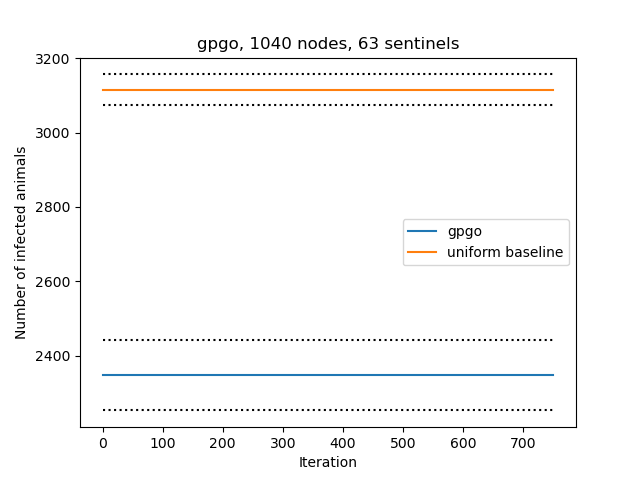 gpgo, 1040 nodes, 63 sentinels
3200
3000
2800
2600
2400
Number of infected animals
gpgo
uniform baseline
0 100 200 300 400 500 600 700
Iteration